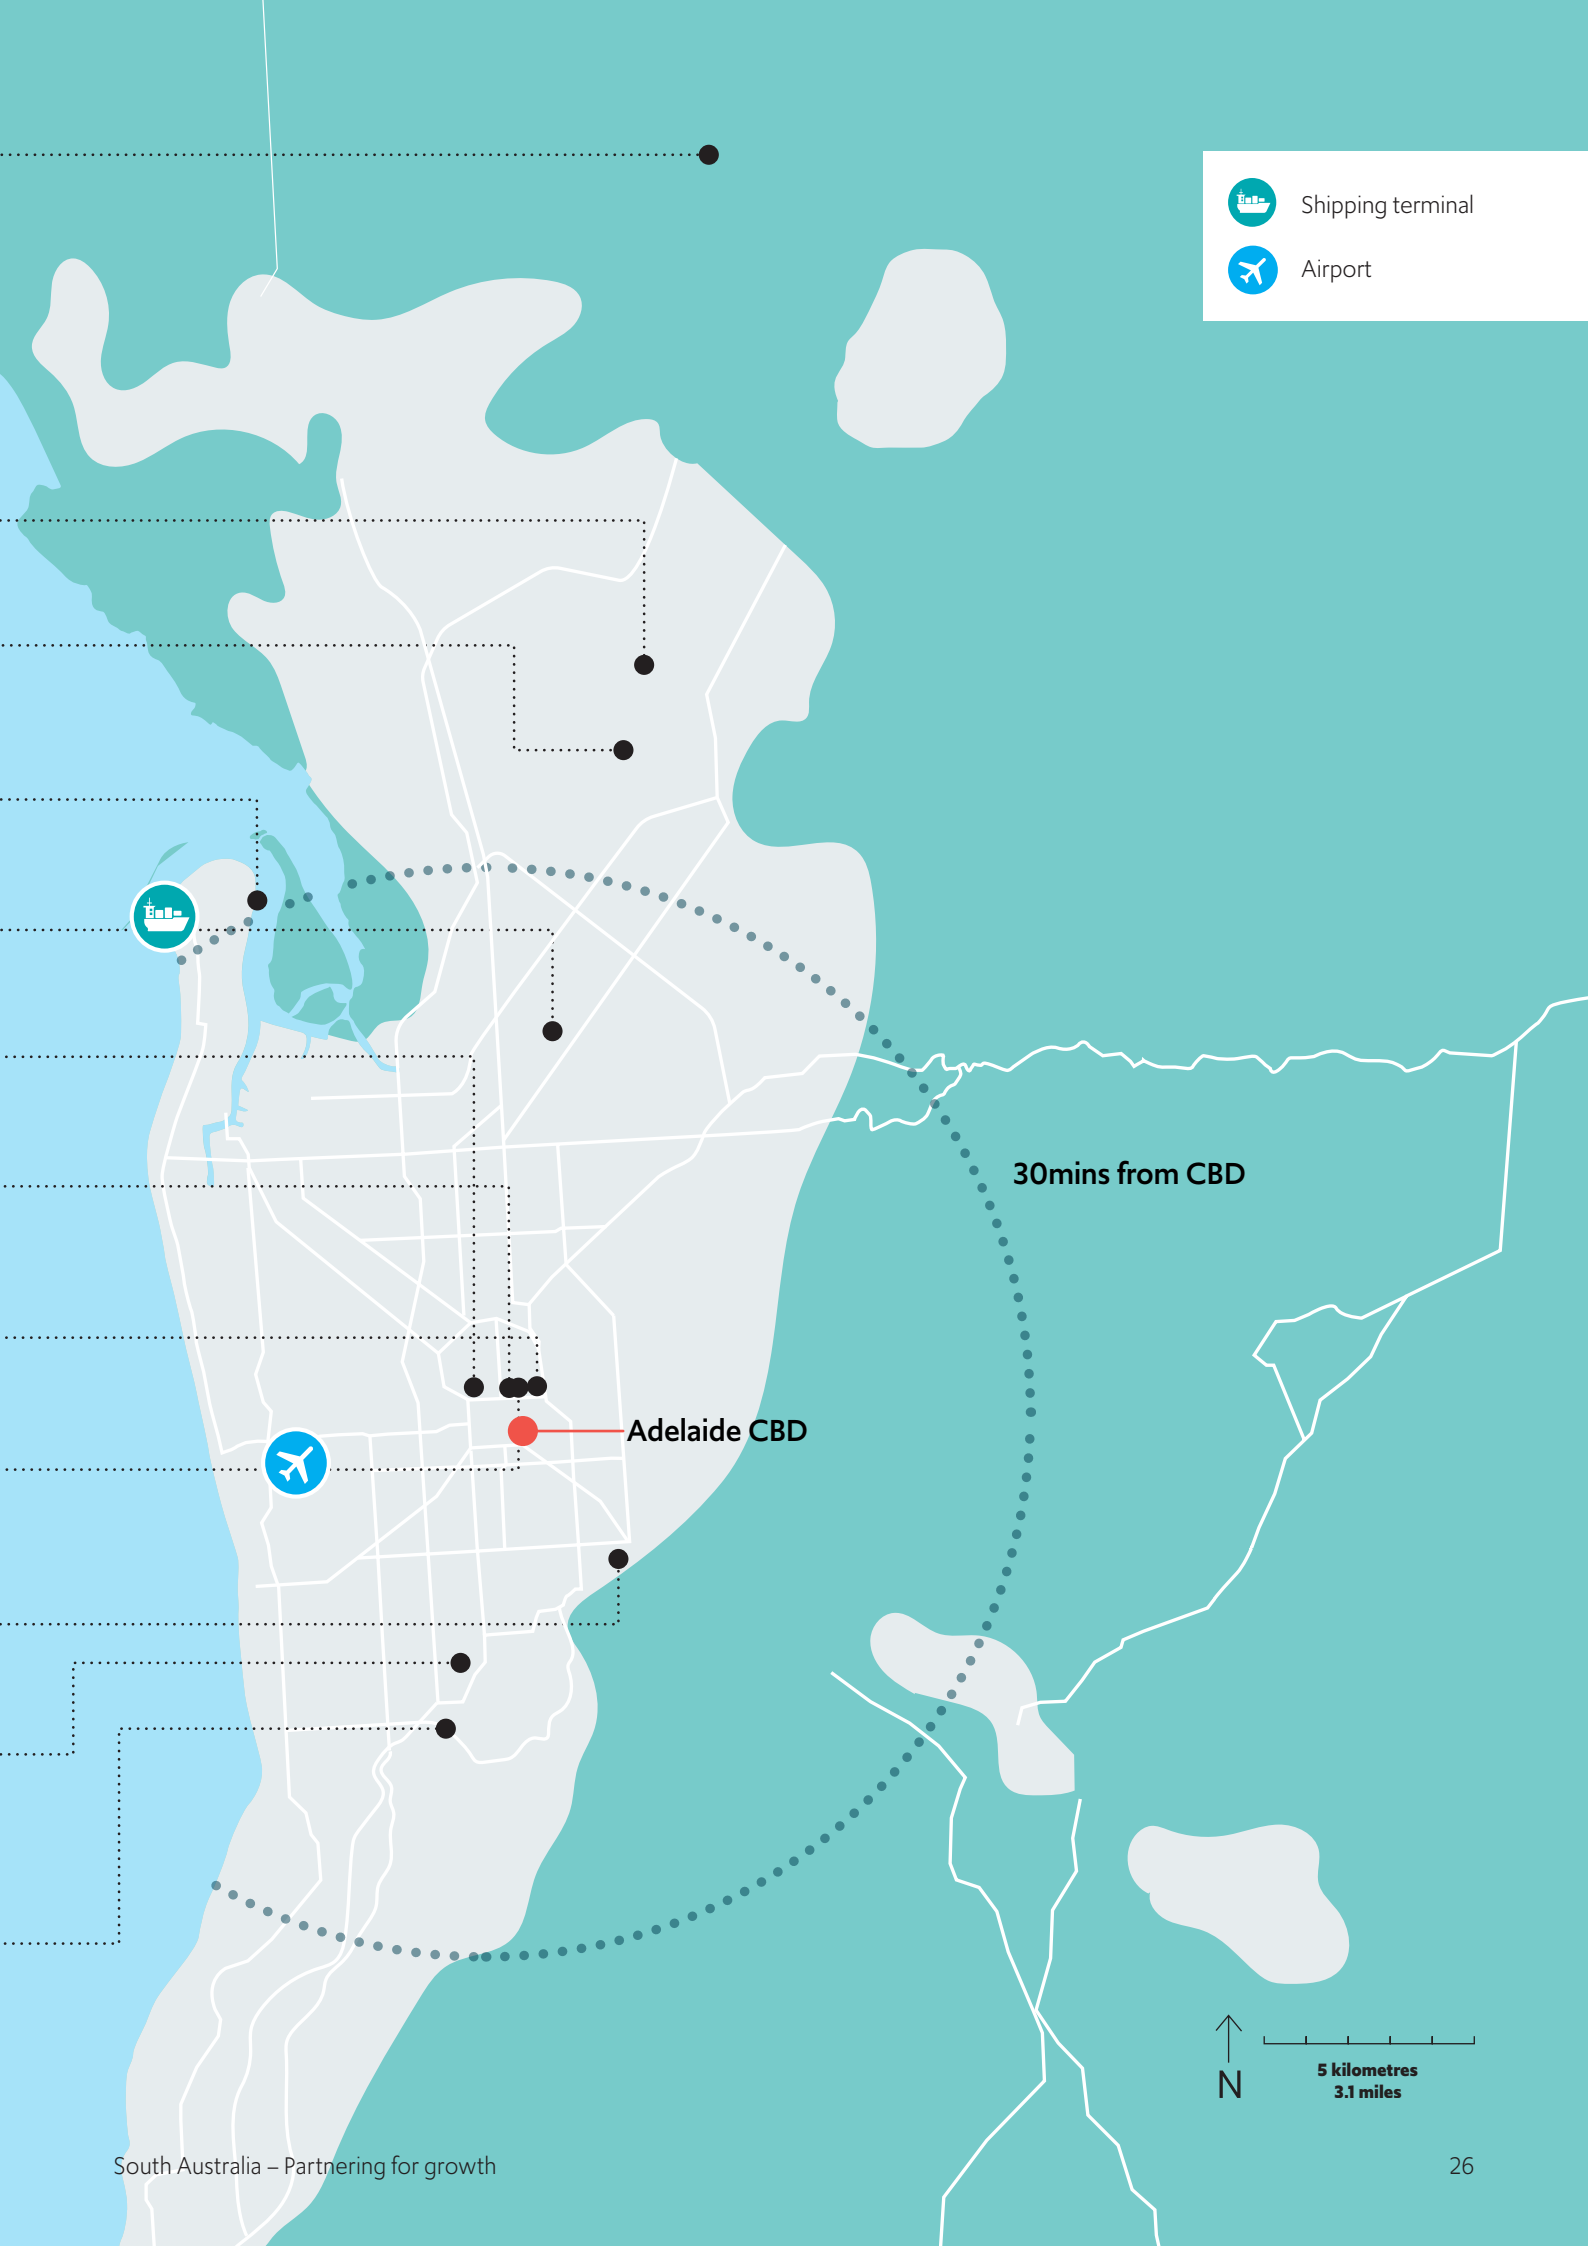 Shipping terminal
Airport
30mins from CBD
Adelaide CBD
N
5 kilometres
3.1 miles
South Australia – Partnering for growth
26